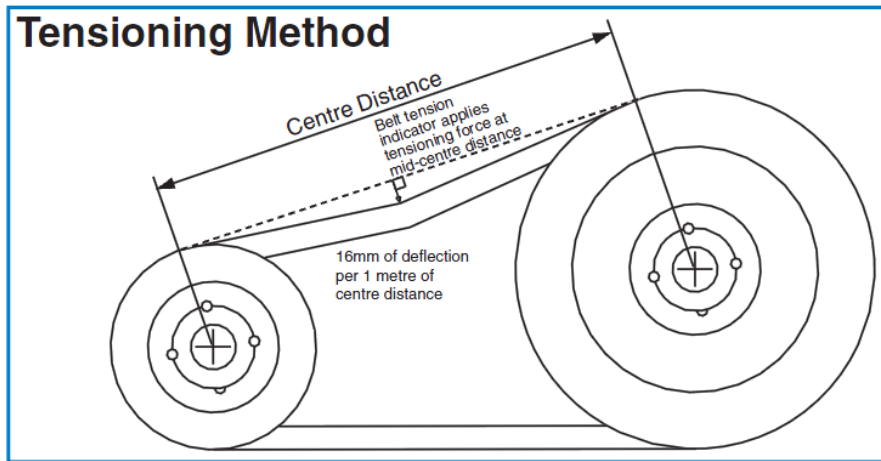 Tensioning Method
Centre Distance
Belt tension
indicator applies
tensioning force at
mid-centre distance
16mm of deflection
per 1 metre of
centre distance